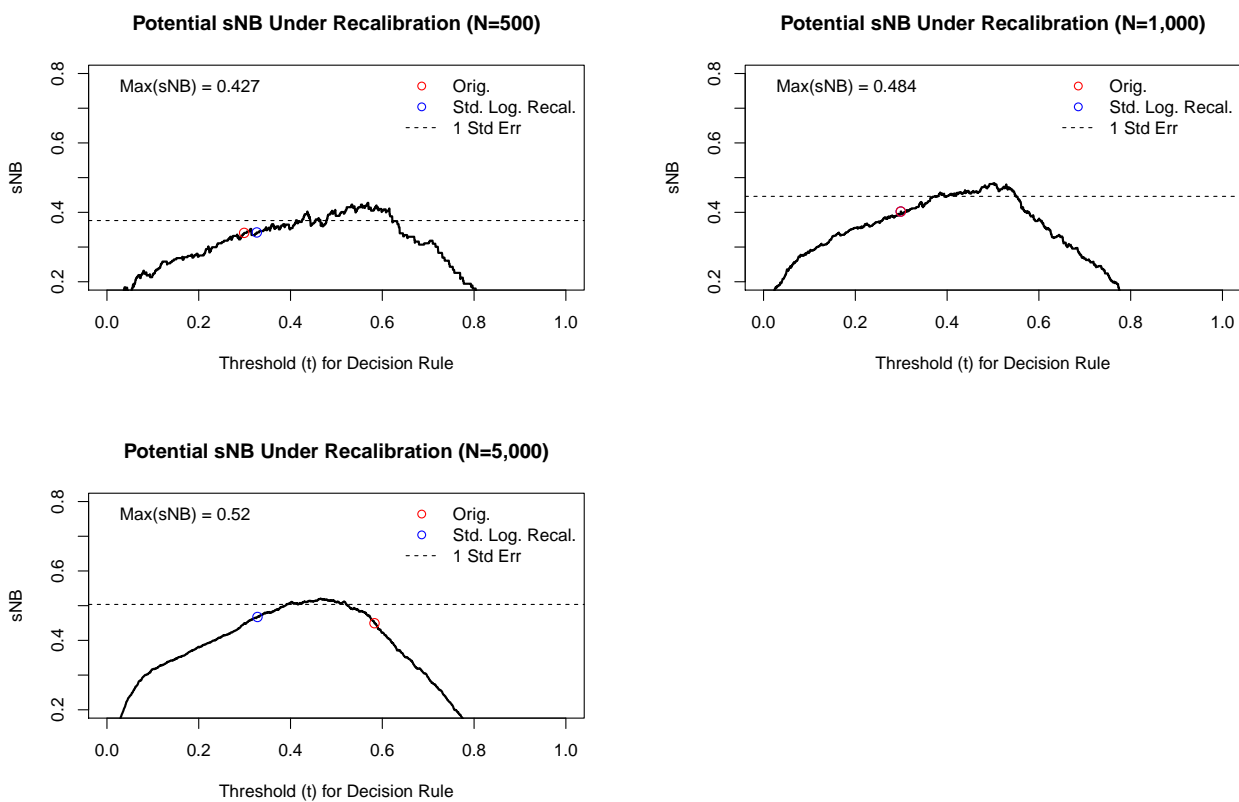 Potential sNB Under Recalibration (N=500)
Max(sNB) = 0.427
Orig.
Std. Log. Recal.
1 Std Err
sNB
0.8
0.6
0.4
0.2
0.0 0.2 0.4 0.6 0.8 1.0
Threshold (t) for Decision Rule
Potential sNB Under Recalibration (N=1,000)
Max(sNB) = 0.484
Orig.
Std. Log. Recal.
1 Std Err
sNB
0.8
0.6
0.4
0.2
0.0 0.2 0.4 0.6 0.8 1.0
Threshold (t) for Decision Rule
Potential sNB Under Recalibration (N=5,000)
Max(sNB) = 0.52
Orig.
Std. Log. Recal.
1 Std Err
sNB
0.8
0.6
0.4
0.2
0.0 0.2 0.4 0.6 0.8 1.0
Threshold (t) for Decision Rule